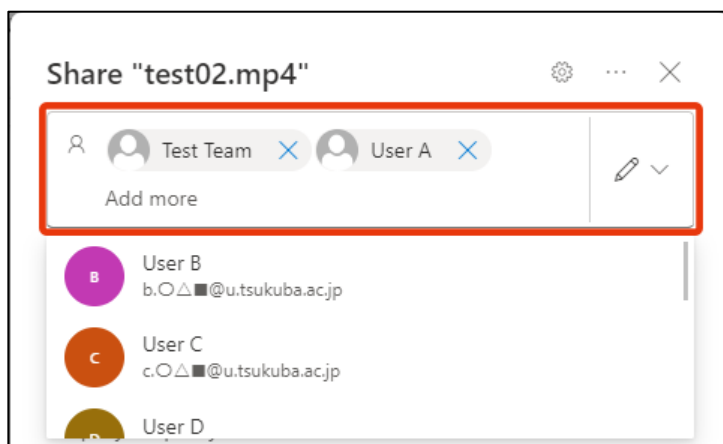 Share "test02.mp4"
Test Team
User A
Add more
B
User B
b.〇△■@u.tsukuba.ac.jp
C
User C
c.〇△■@u.tsukuba.ac.jp
D
User D